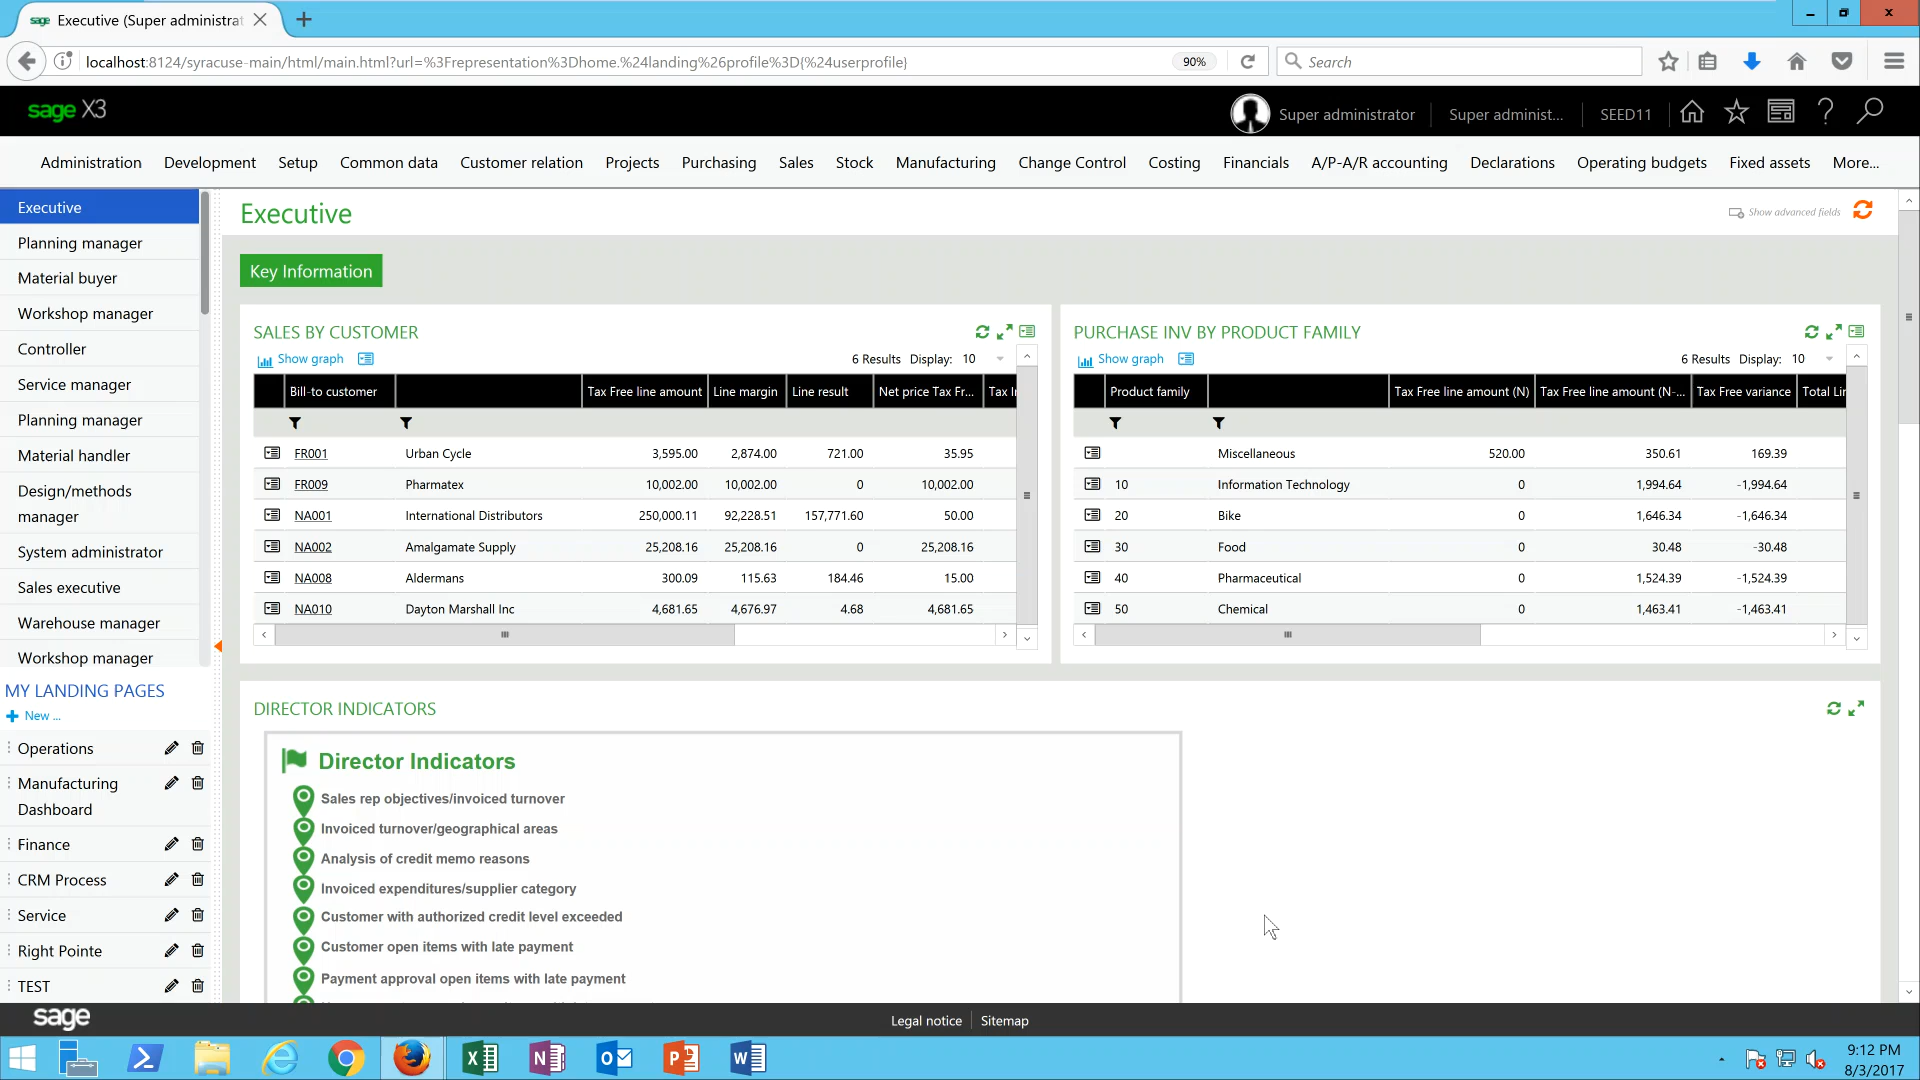 sage Executive (Super administrat
localhost:8124/syracuse-main/html/main.html?url=%3Frepresentation%3Dhome.%24landing%26profile%3D{%24userprofile}
90%
Search
sage X3
Super administrator
Super administ...
SEED11
Administration Development Setup Common data Customer relation Projects Purchasing Sales Stock Manufacturing Change Control Costing Financials A/P-A/R accounting Declarations Operating budgets Fixed assets More...
Executive
Planning manager
Material buyer
Workshop manager
Controller
Service manager
Planning manager
Material handler
Design/methods
manager
System administrator
Sales executive
Warehouse manager
Workshop manager
MY LANDING PAGES
New ...
Operations
Manufacturing
Dashboard
Finance
CRM Process
Service
Right Pointe
TEST
Executive
Show advanced fields
Key Information
SALES BY CUSTOMER
Show graph
6 Results Display: 10
Bill-to customer Tax Free line amount Line margin Line result Net price Tax Fr... Tax I
FR001 Urban Cycle 3,595.00 2,874.00 721.00 35.95
FR009 Pharmatex 10,002.00 10,002.00 0 10,002.00
NA001 International Distributors 250,000.11 92,228.51 157,771.60 50.00
NA002 Amalgamate Supply 25,208.16 25,208.16 0 25,208.16
NA008 Aldermans 300.09 115.63 184.46 15.00
NA010 Dayton Marshall Inc 4,681.65 4,676.97 4.68 4,681.65
PURCHASE INV BY PRODUCT FAMILY
Show graph
6 Results Display: 10
Product family Tax Free line amount (N) Tax Free line amount (N-... Tax Free variance Total Lin
Miscellaneous 520.00 350.61 169.39
10 Information Technology 0 1,994.64 -1,994.64
20 Bike 0 1,646.34 -1,646.34
30 Food 0 30.48 -30.48
40 Pharmaceutical 0 1,524.39 -1,524.39
50 Chemical 0 1,463.41 -1,463.41
DIRECTOR INDICATORS
Director Indicators
Sales rep objectives/invoiced turnover
Invoiced turnover/geographical areas
Analysis of credit memo reasons
Invoiced expenditures/supplier category
Customer with authorized credit level exceeded
Customer open items with late payment
Payment approval open items with late payment
sage
Legal notice Sitemap
9:12 PM
8/3/2017